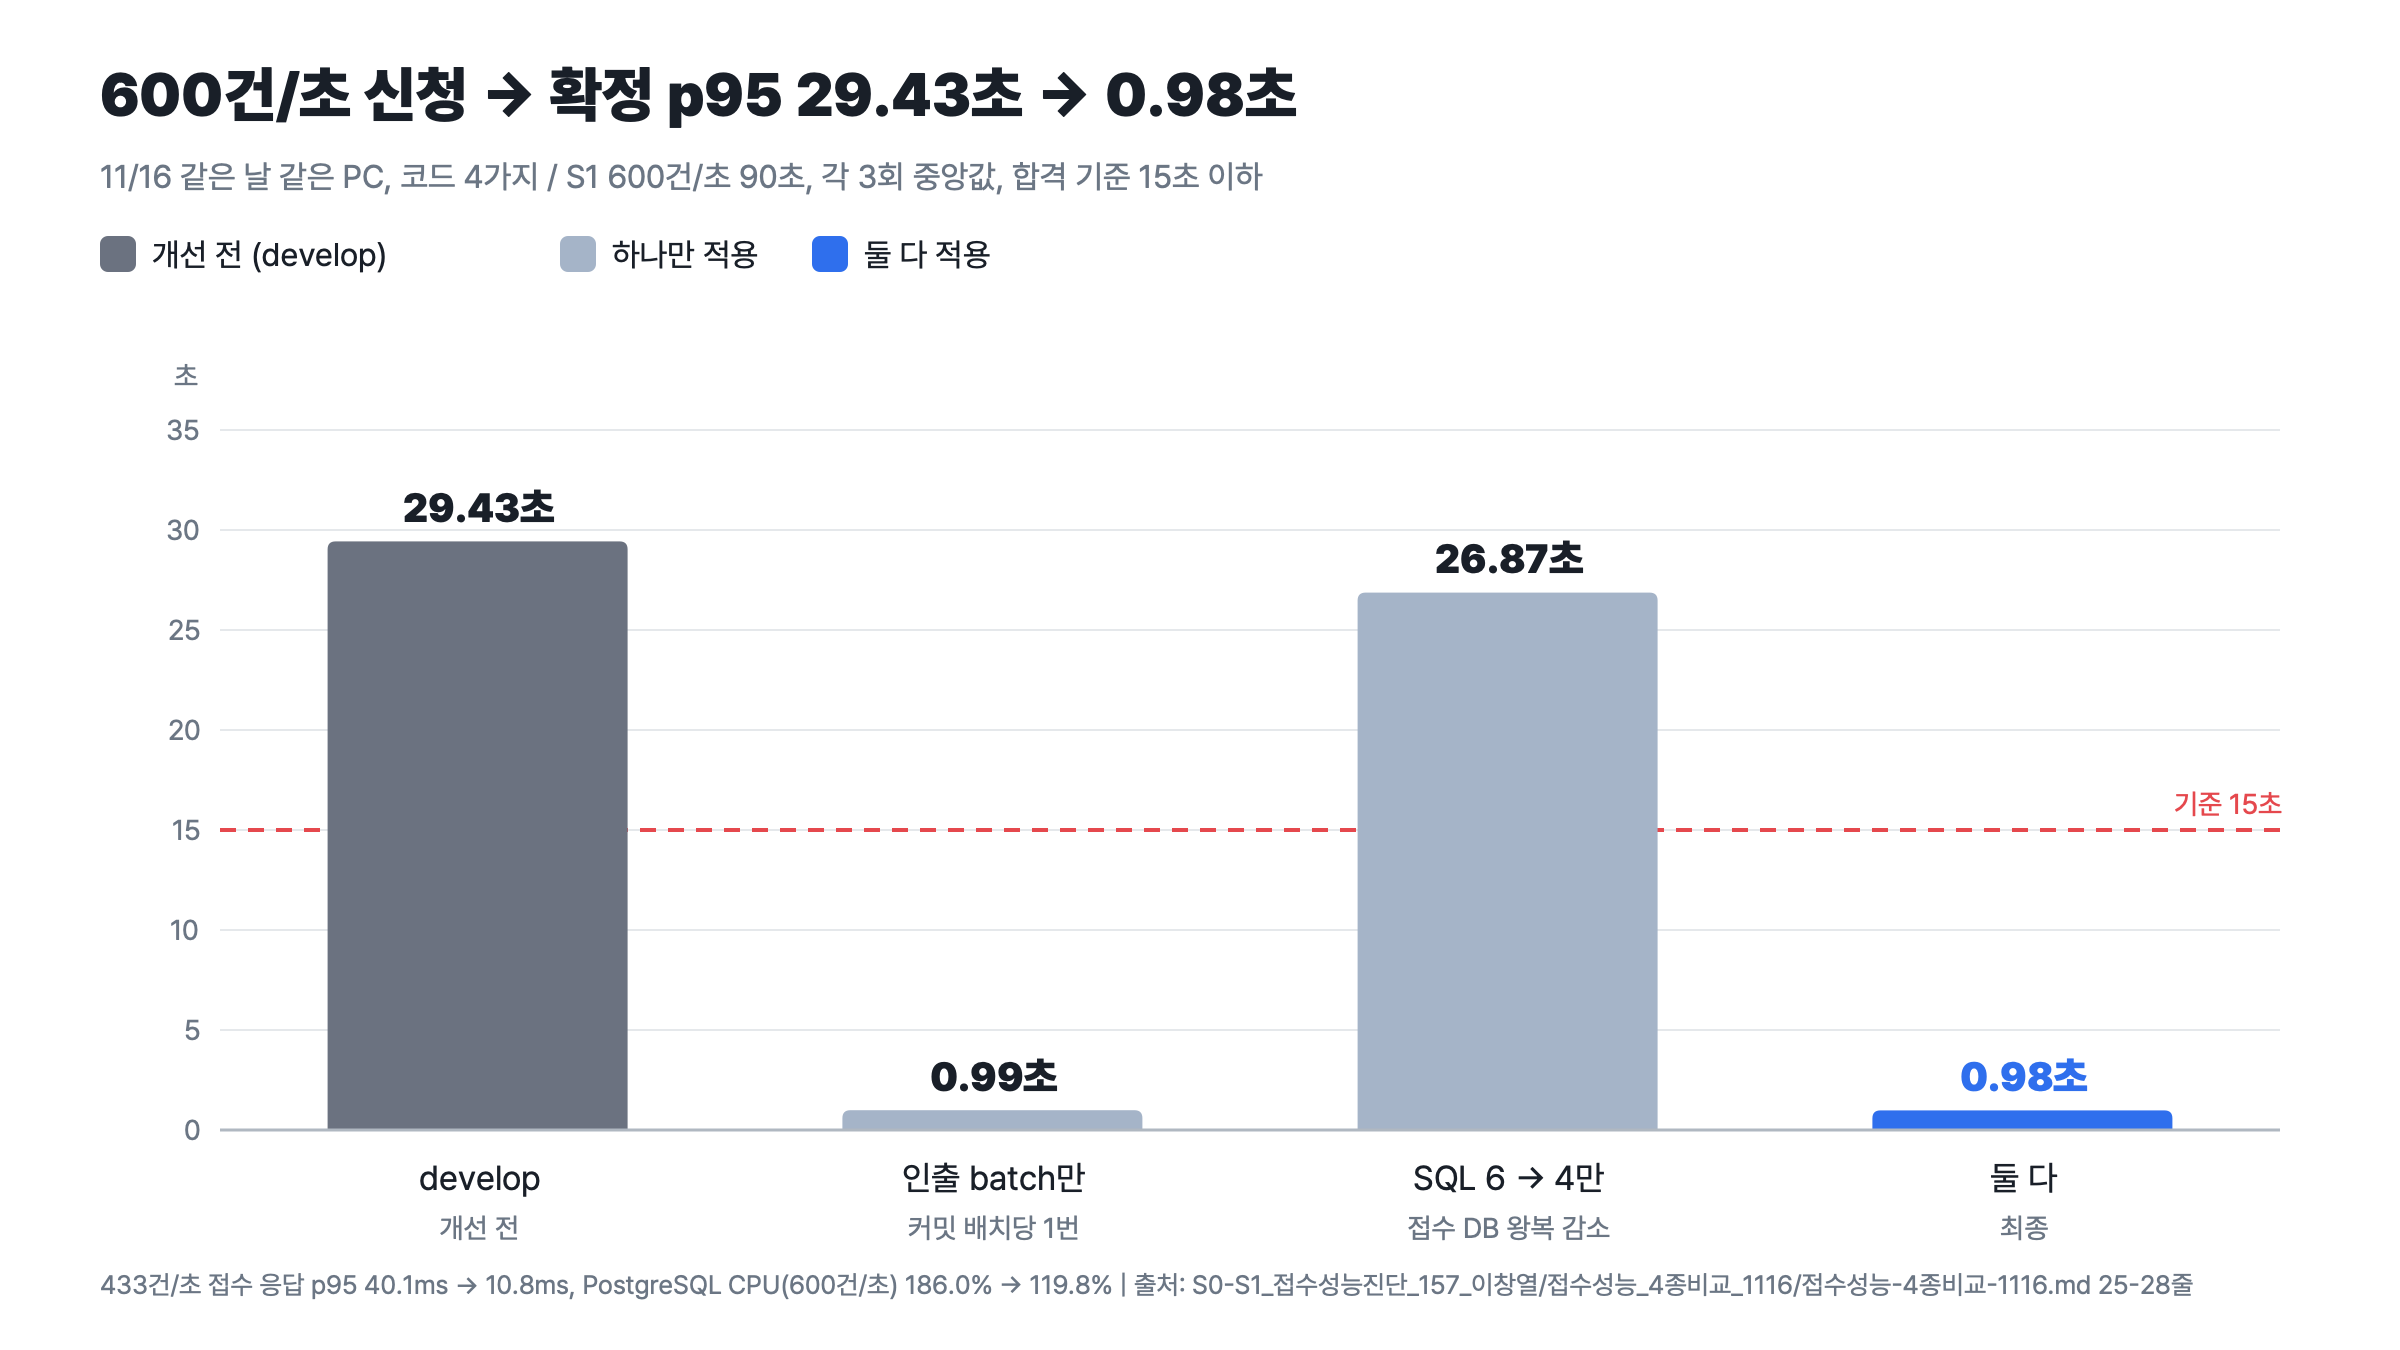 600건/초 신청 → 확정 p95 29.43초 → 0.98초
11/16 같은 날 같은 PC, 코드 4가지 / S1 600건/초 90초, 각 3회 중앙값, 합격 기준 15초 이하
개선 전 (develop) 하나만 적용 둘 다 적용
초
35
30
25
20
15
10
5
0
29.43초
0.99초
26.87초
0.98초
기준 15초
develop 인출 batch만 SQL 6 → 4만 둘 다
개선 전 커밋 배치당 1번 접수 DB 왕복 감소 최종
433건/초 접수 응답 p95 40.1ms → 10.8ms, PostgreSQL CPU(600건/초) 186.0% → 119.8% | 출처: S0-S1_접수성능진단_157_이창열/접수성능_4종비교_1116/접수성능-4종비교-1116.md 25-28줄